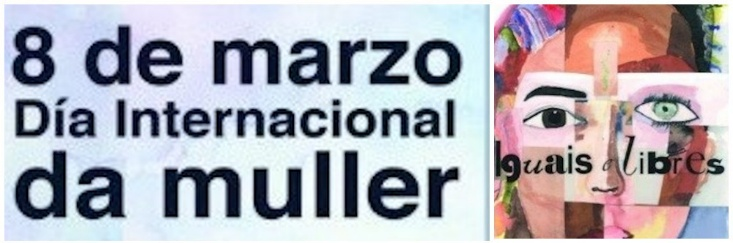 8 de marzo
Día Internacional
da muller
Iguais e libres